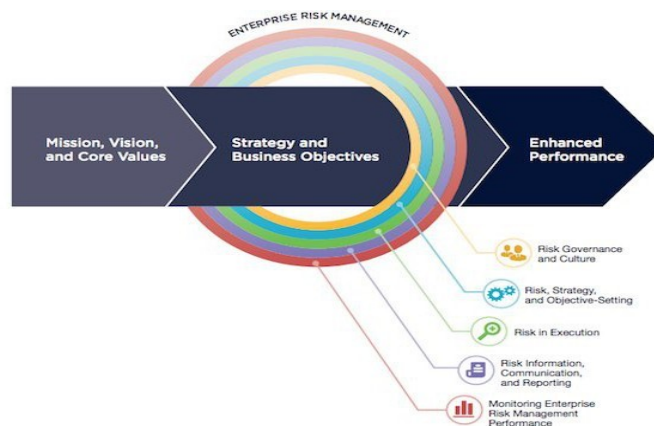 ENTERPRISE RISK MANAGEMENT
Mission, Vision,
and Core Values
Strategy and
Business Objectives
Enhanced
Performance
Risk Governance
and Culture
Risk, Strategy,
and Objective-Setting
Risk in Execution
Risk Information,
Communication,
and Reporting
Monitoring Enterprise
Risk Management
Performance